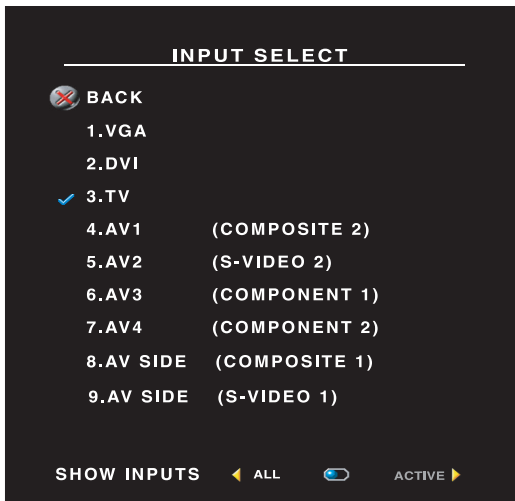 INPUT SELECT
BACK
1.VGA
2.DVI
3.TV
4.AV1 (COMPOSITE 2)
5.AV2 (S-VIDEO 2)
6.AV3 (COMPONENT 1)
7.AV4 (COMPONENT 2)
8.AV SIDE (COMPOSITE 1)
9.AV SIDE (S-VIDEO 1)
SHOW INPUTS ALL ACTIVE